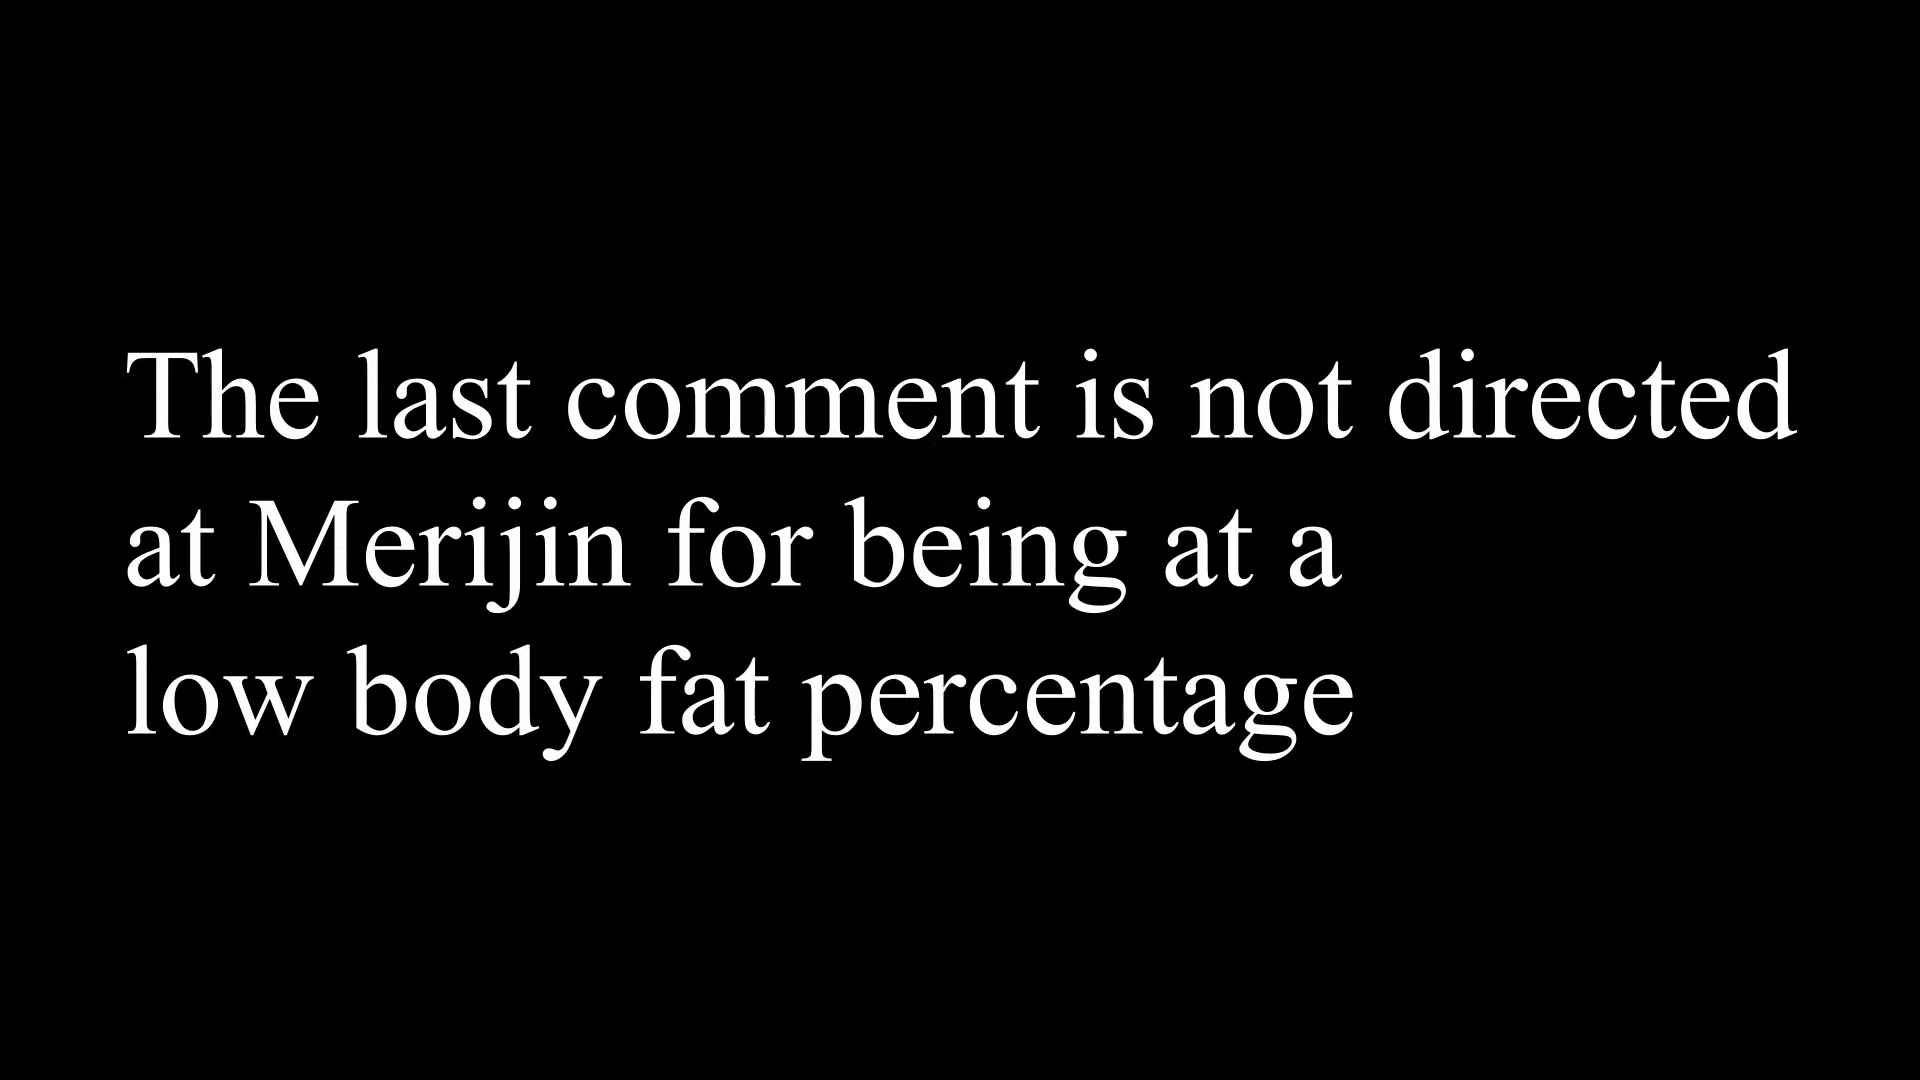 The last comment is not directed
at Merijin for being at a
low body fat percentage